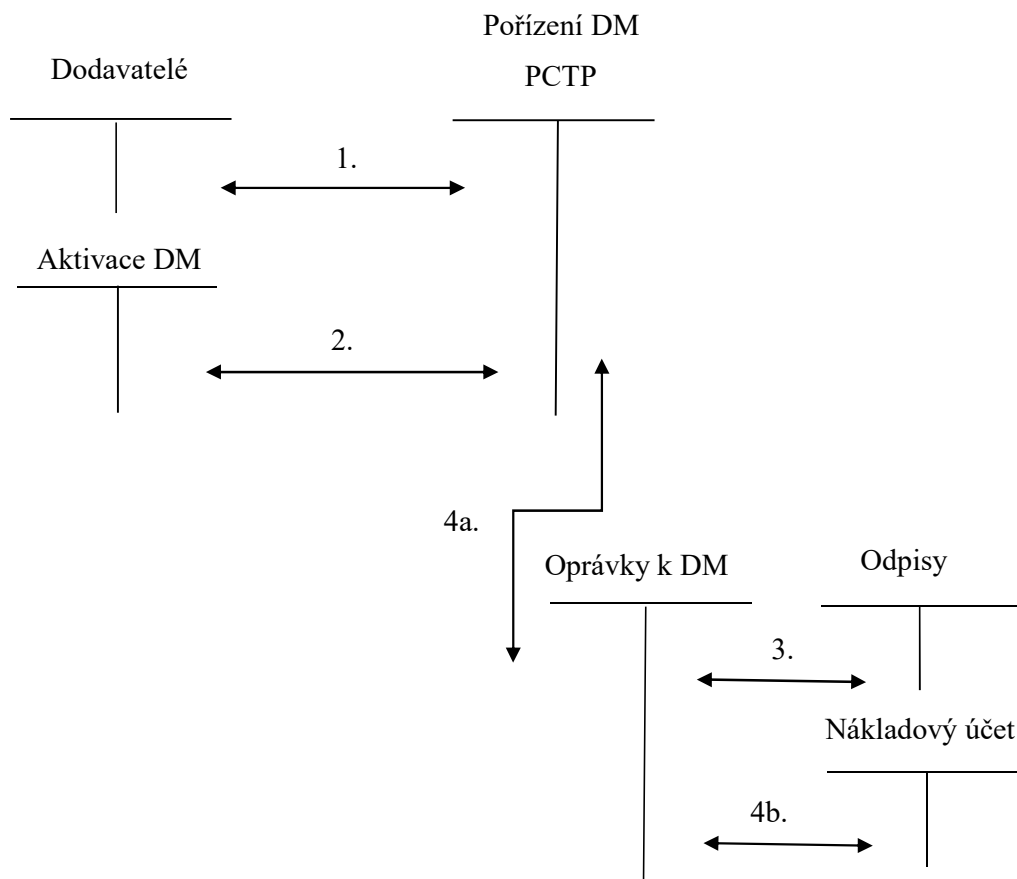 Pořízení DM
PCTP
Dodavatelé
1.
Aktivace DM
2.
4a.
Oprávky k DM
Odpisy
3.
Nákladový účet
4b.